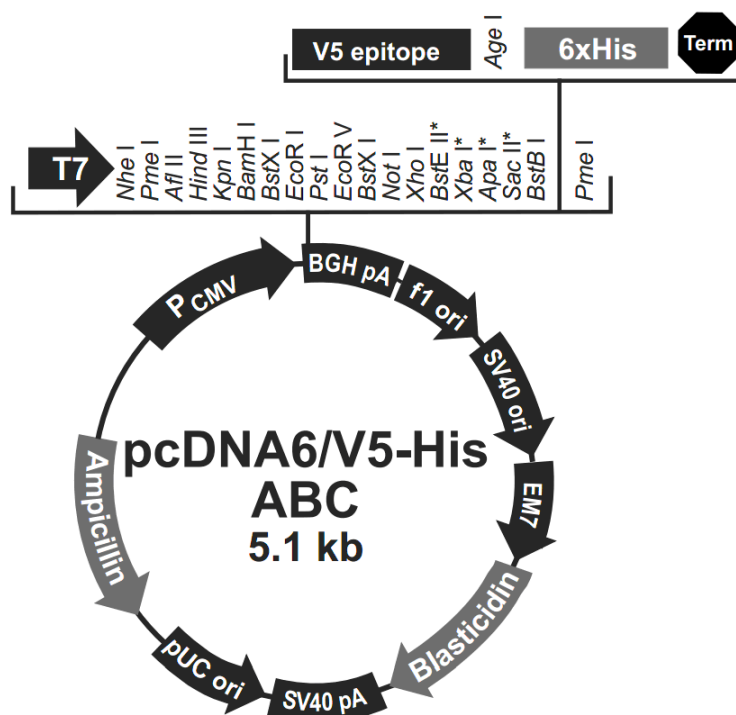 V5 epitope
Age I
6xHis
Term
T7
Nhe I
Pme I
Afl II
Hind III
Kpn I
BamH I
BstX I
EcoR I
Pst I
EcoR V
BstX I
Not I
Xho I
BstE II*
Xba I*
Apa I*
Sac II*
BstB I
Pme I
P CMV
BGH pA
f1 ori
SV40 ori
EM7
Blasticidin
SV40 pA
pUC ori
Ampicillin
pcDNA6/V5-His
ABC
5.1 kb